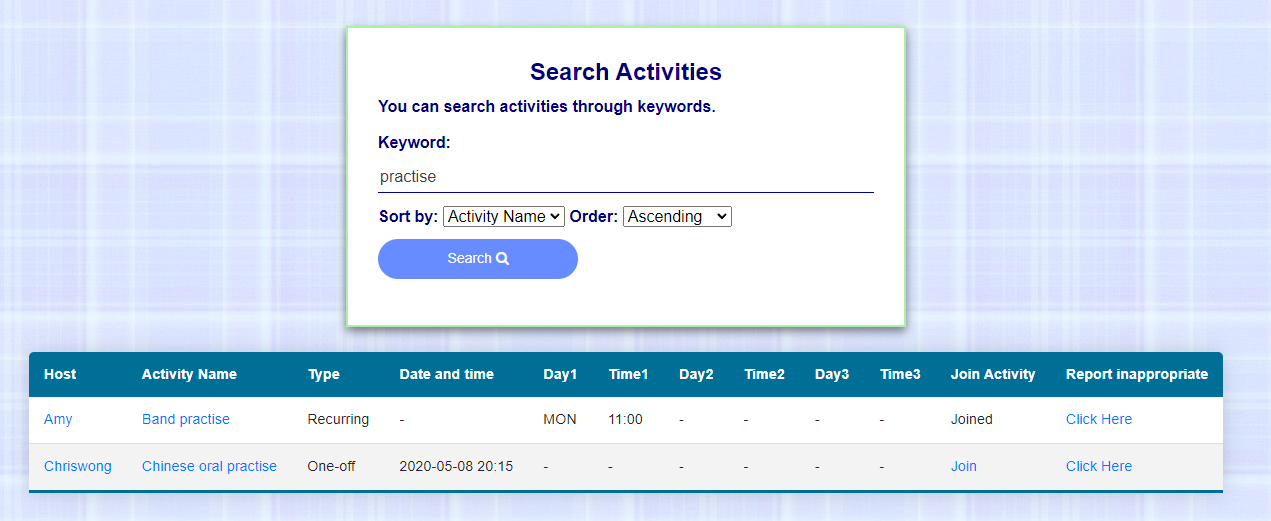 Search Activities
You can search activities through keywords.
Keyword:
practise
Sort by: Activity Name Order: Ascending
Search
Host Activity Name Type Date and time Day1 Time1 Day2 Time2 Day3 Time3 Join Activity Report inappropriate
Amy Band practise Recurring - MON 11:00 - - - - Joined Click Here
Chriswong Chinese oral practise One-off 2020-05-08 20:15 - - - - - - Join Click Here